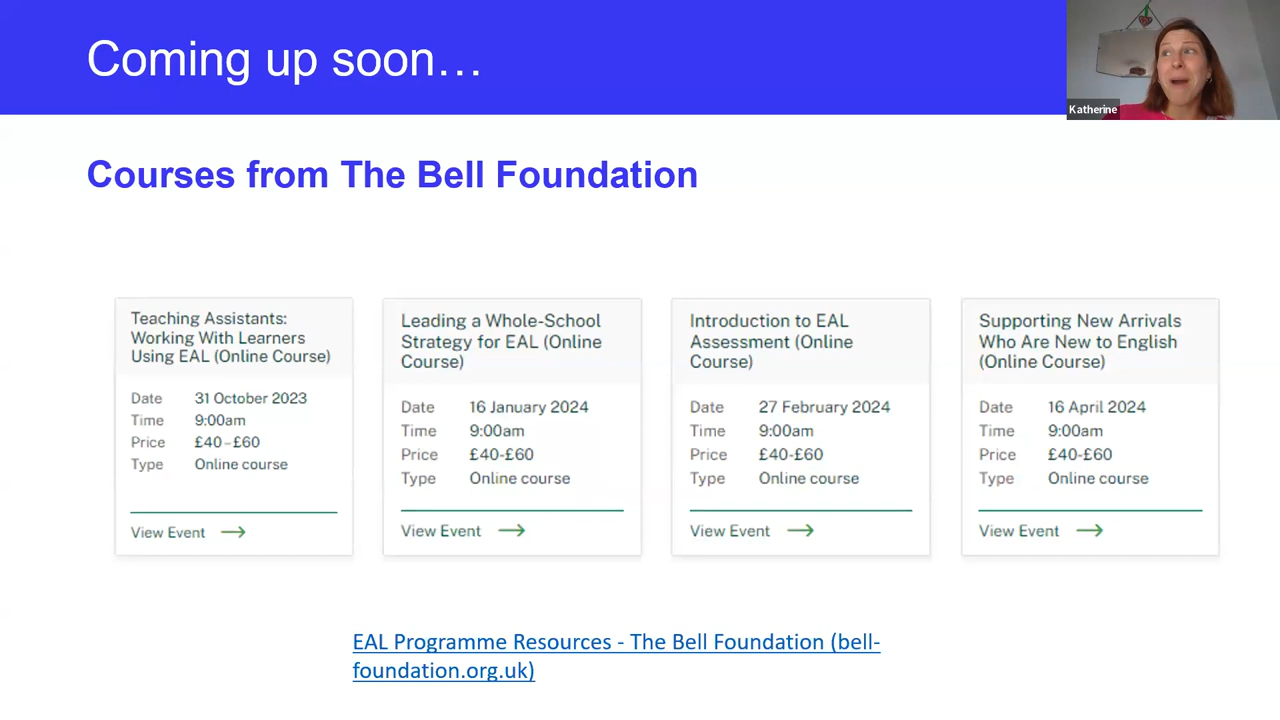 Coming up soon…
Katherine
Courses from The Bell Foundation
Teaching Assistants:
Working With Learners
Using EAL (Online Course)
Date 31 October 2023
Time 9:00am
Price £40–£60
Type Online course
View Event →
Leading a Whole-School
Strategy for EAL (Online
Course)
Date 16 January 2024
Time 9:00am
Price £40-£60
Type Online course
View Event →
Introduction to EAL
Assessment (Online
Course)
Date 27 February 2024
Time 9:00am
Price £40-£60
Type Online course
View Event →
Supporting New Arrivals
Who Are New to English
(Online Course)
Date 16 April 2024
Time 9:00am
Price £40-£60
Type Online course
View Event →
EAL Programme Resources - The Bell Foundation (bell-
foundation.org.uk)